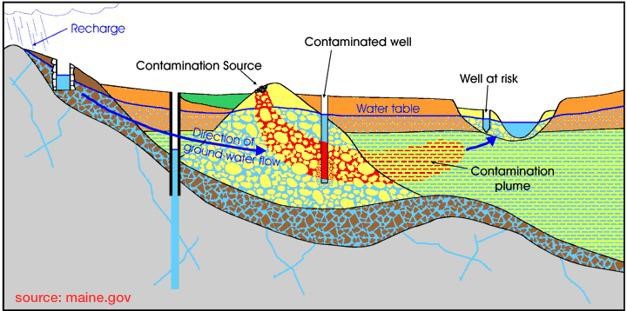 Recharge
Contaminated well
Contamination Source
Well at risk
Water table
Direction of
ground water flow
Contamination
plume
source: maine.gov